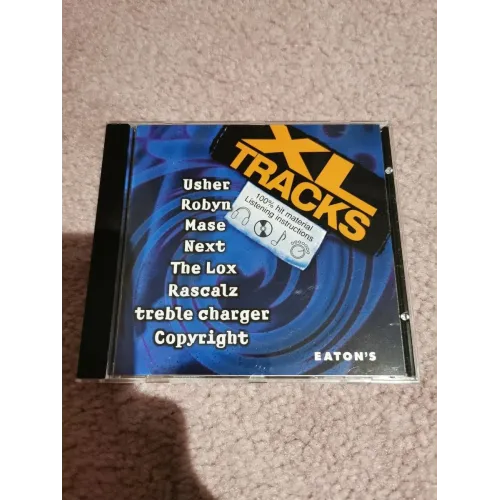 XL
TRACKS
100% hit material
Listening instructions
Usher
Robyn
Mase
Next
The Lox
Rascalz
treble charger
Copyright
EATON'S